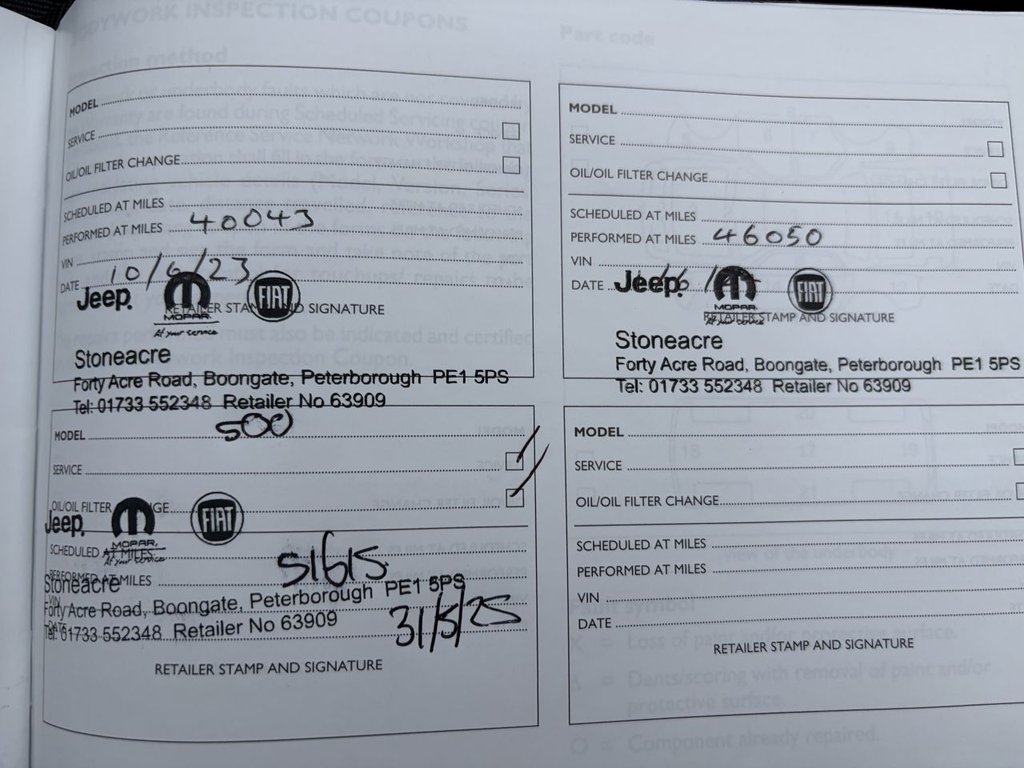 MODEL
SERVICE
OIL/OIL FILTER CHANGE
SCHEDULED AT MILES
PERFORMED AT MILES 40043
VIN
DATE 10/6/23
Jeep. MOPAR. At your service FIAT
RETAILER STAMP AND SIGNATURE
Stoneacre
Forty Acre Road, Boongate, Peterborough PE1 5PS
Tel: 01733 552348 Retailer No 63909
MODEL
SERVICE
OIL/OIL FILTER CHANGE
SCHEDULED AT MILES
PERFORMED AT MILES 46050
VIN
DATE
Jeep. MOPAR. At your service FIAT
RETAILER STAMP AND SIGNATURE
Stoneacre
Forty Acre Road, Boongate, Peterborough PE1 5PS
Tel: 01733 552348 Retailer No 63909
MODEL 500
SERVICE
OIL/OIL FILTER CHANGE
Jeep. MOPAR. At your service FIAT
SCHEDULED AT MILES
PERFORMED AT MILES 51615
Stoneacre
VIN
Forty Acre Road, Boongate, Peterborough PE1 5PS
DATE 31/5/25
Tel: 01733 552348 Retailer No 63909
RETAILER STAMP AND SIGNATURE
MODEL
SERVICE
OIL/OIL FILTER CHANGE
SCHEDULED AT MILES
PERFORMED AT MILES
VIN
DATE
RETAILER STAMP AND SIGNATURE